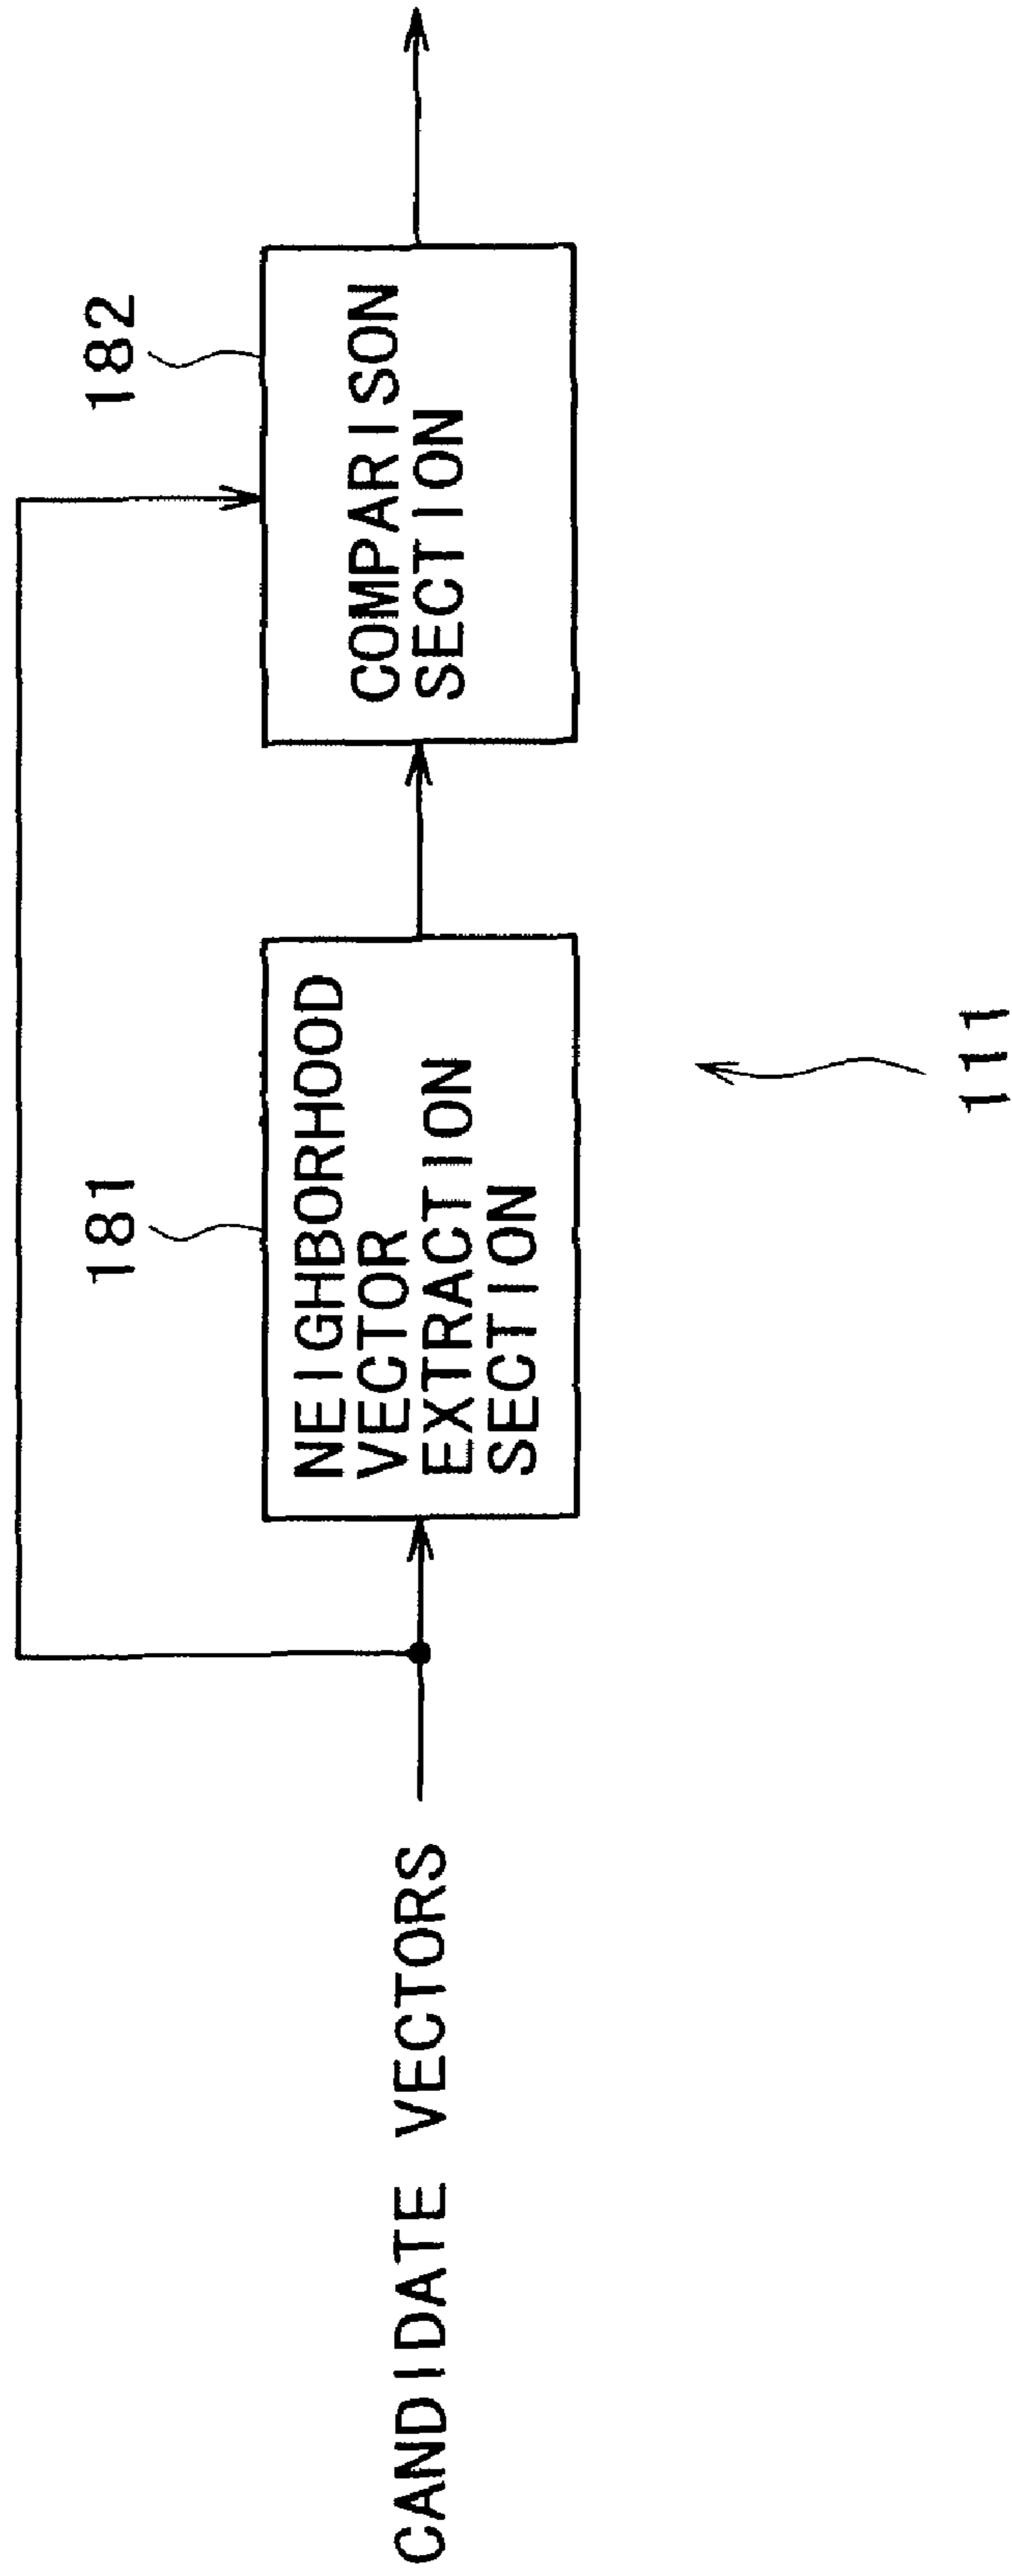 CANDIDATE VECTORS
181
NEIGHBORHOOD
VECTOR
EXTRACTION
SECTION
182
COMPARISON
SECTION
111